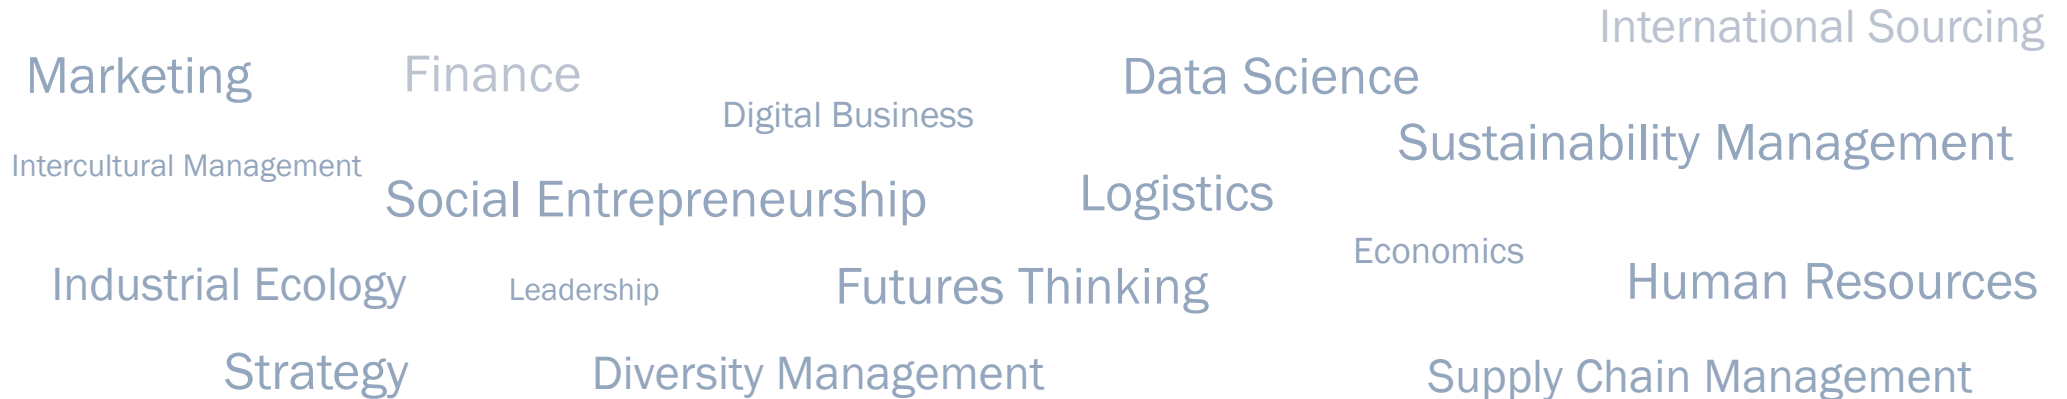 International Sourcing
Marketing
Finance
Data Science
Digital Business
Sustainability Management
Intercultural Management
Social Entrepreneurship
Logistics
Economics
Industrial Ecology
Leadership
Futures Thinking
Human Resources
Strategy
Diversity Management
Supply Chain Management